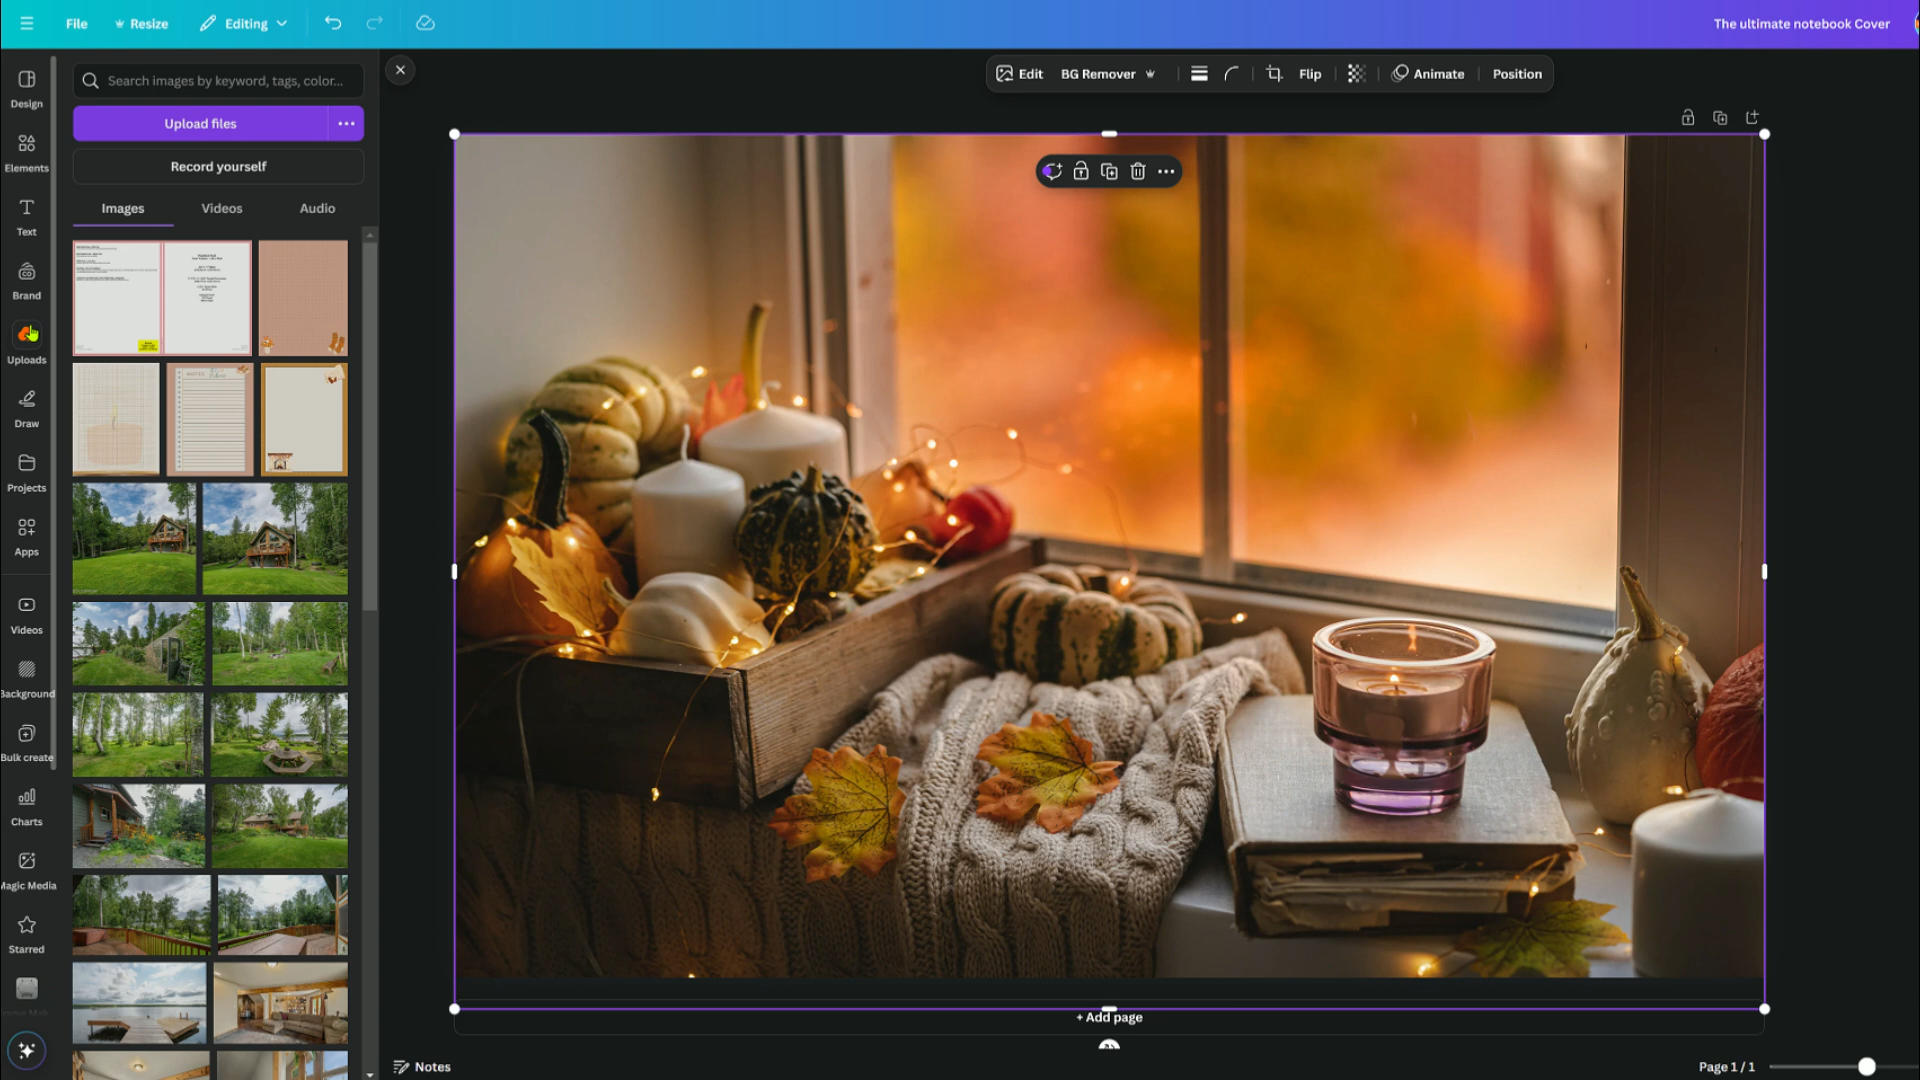 File
Resize
Editing
The ultimate notebook Cover
Design
Elements
Text
Brand
Uploads
Draw
Projects
Apps
Videos
Background
Bulk create
Charts
Magic Media
Starred
Search images by keyword, tags, color...
Upload files
Record yourself
Images
Videos
Audio
NOTES
Edit
BG Remover
Flip
Animate
Position
+ Add page
Notes
Page 1 / 1